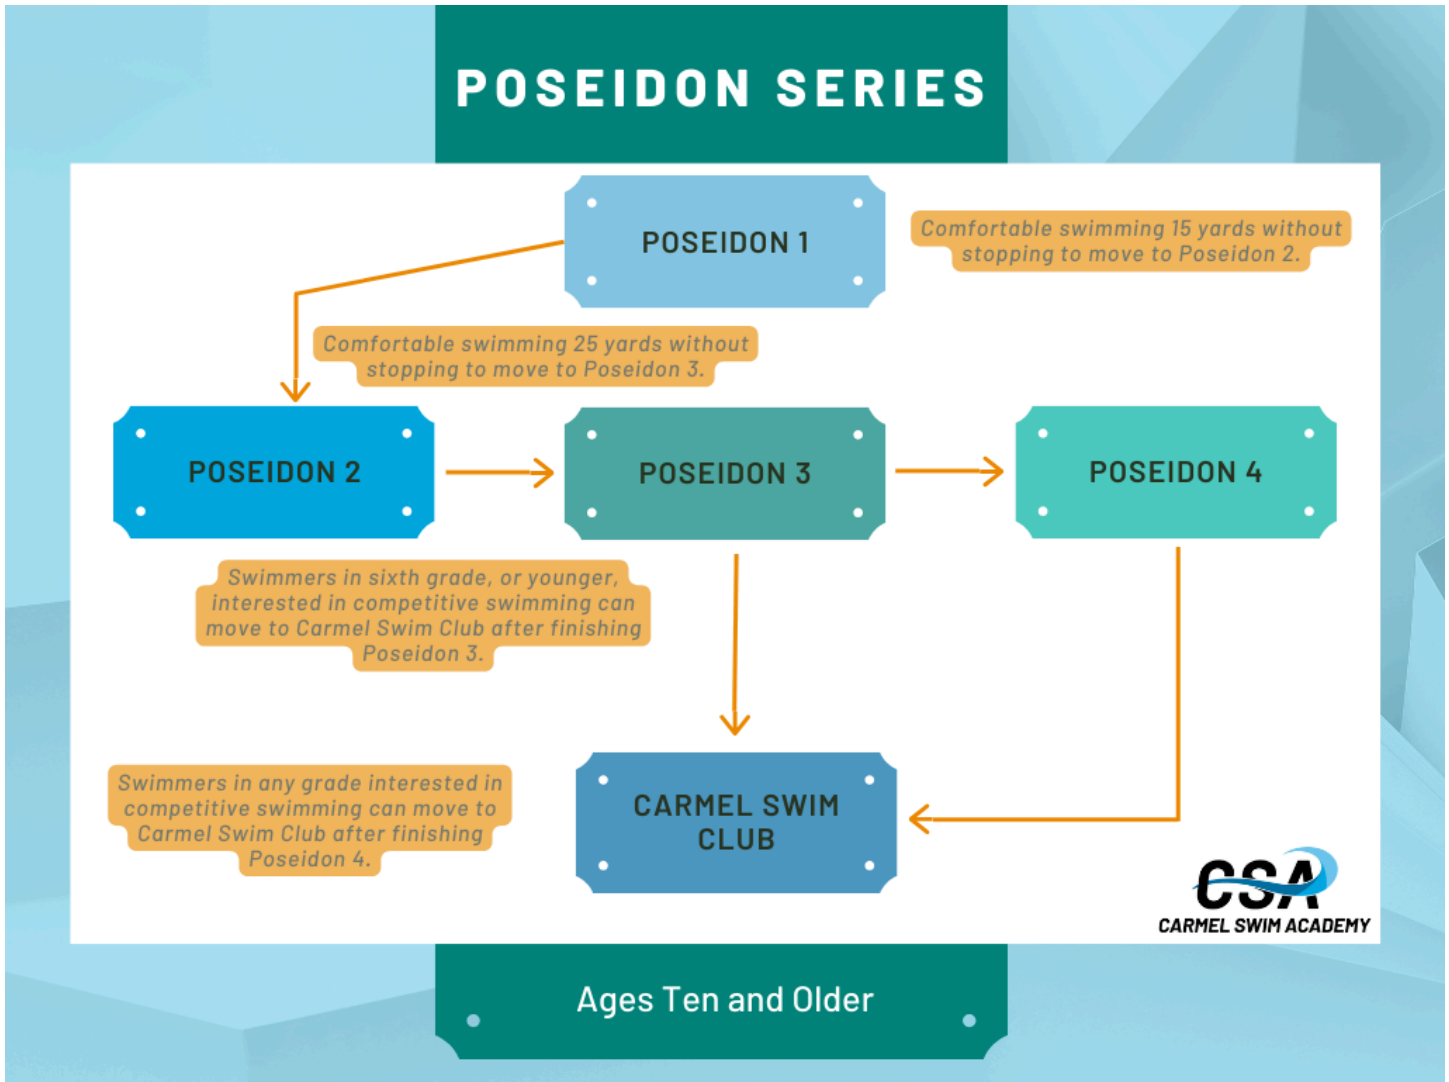 POSEIDON SERIES
POSEIDON 1
Comfortable swimming 15 yards without
stopping to move to Poseidon 2.
Comfortable swimming 25 yards without
stopping to move to Poseidon 3.
POSEIDON 2
POSEIDON 3
POSEIDON 4
Swimmers in sixth grade, or younger,
interested in competitive swimming can
move to Carmel Swim Club after finishing
Poseidon 3.
Swimmers in any grade interested in
competitive swimming can move to
Carmel Swim Club after finishing
Poseidon 4.
CARMEL SWIM
CLUB
CSA
CARMEL SWIM ACADEMY
Ages Ten and Older